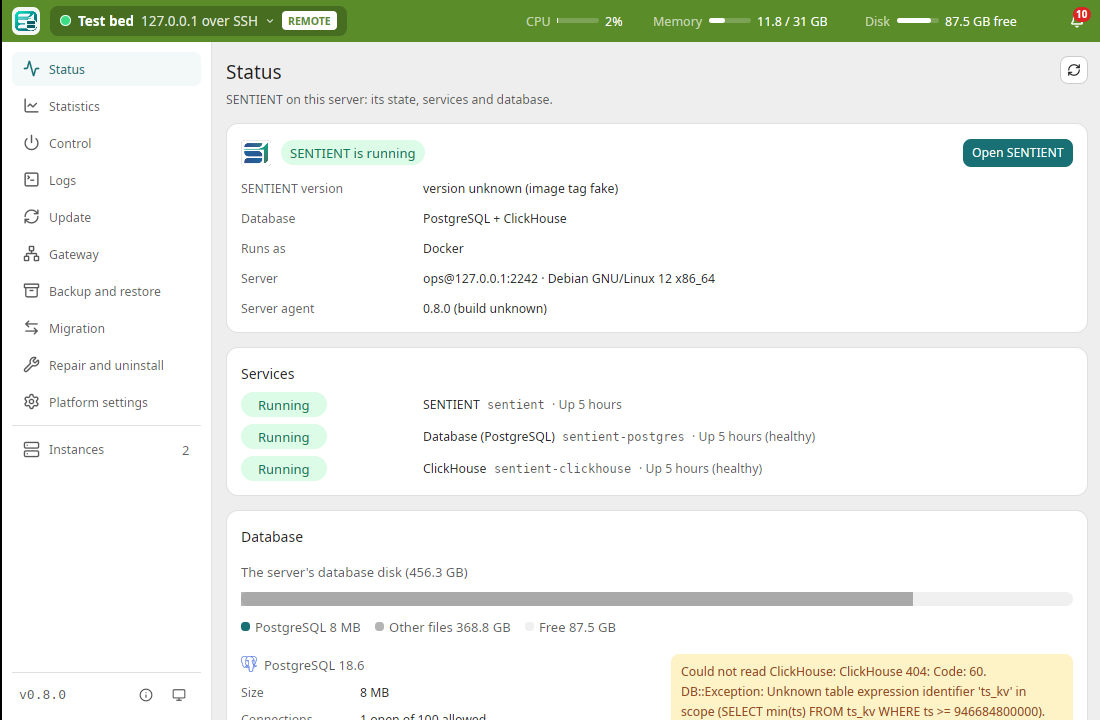 Test bed 127.0.0.1 over SSH REMOTE CPU 2% Memory 11.8 / 31 GB Disk 87.5 GB free 10
Status
Statistics
Control
Logs
Update
Gateway
Backup and restore
Migration
Repair and uninstall
Platform settings
Instances 2
v0.8.0
Status
SENTIENT on this server: its state, services and database.
SENTIENT is running Open SENTIENT
SENTIENT version version unknown (image tag fake)
Database PostgreSQL + ClickHouse
Runs as Docker
Server ops@127.0.0.1:2242 · Debian GNU/Linux 12 x86_64
Server agent 0.8.0 (build unknown)
Services
Running SENTIENT sentient · Up 5 hours
Running Database (PostgreSQL) sentient-postgres · Up 5 hours (healthy)
Running ClickHouse sentient-clickhouse · Up 5 hours (healthy)
Database
The server's database disk (456.3 GB)
PostgreSQL 8 MB Other files 368.8 GB Free 87.5 GB
PostgreSQL 18.6
Size 8 MB
Connections 1 open of 100 allowed
Could not read ClickHouse: ClickHouse 404: Code: 60.
DB::Exception: Unknown table expression identifier 'ts_kv' in
scope (SELECT min(ts) FROM ts_kv WHERE ts >= 946684800000).